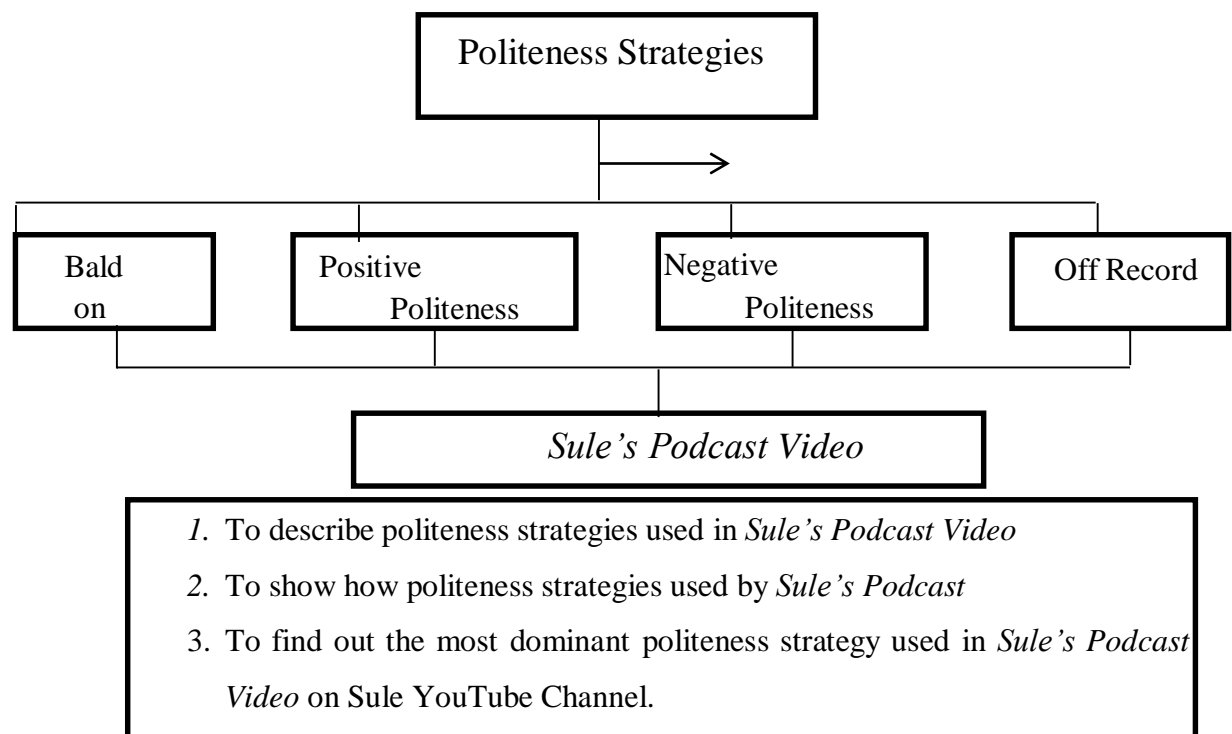 Politeness Strategies
Bald
on
Positive
Politeness
Negative
Politeness
Off Record
Sule’s Podcast Video
1. To describe politeness strategies used in Sule’s Podcast Video
2. To show how politeness strategies used by Sule’s Podcast
3. To find out the most dominant politeness strategy used in Sule’s Podcast
Video on Sule YouTube Channel.